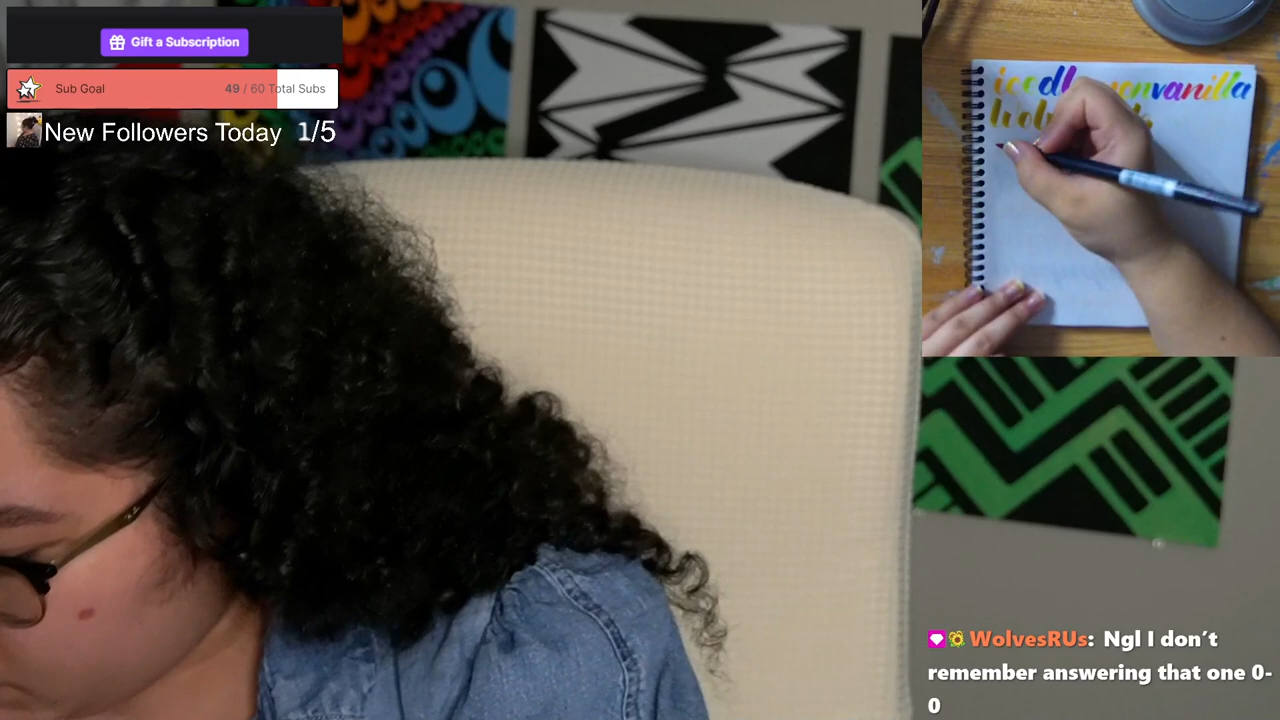 Gift a Subscription
Sub Goal 49 / 60 Total Subs
New Followers Today 1/5
WolvesRUs: Ngl I don't
remember answering that one 0-
0